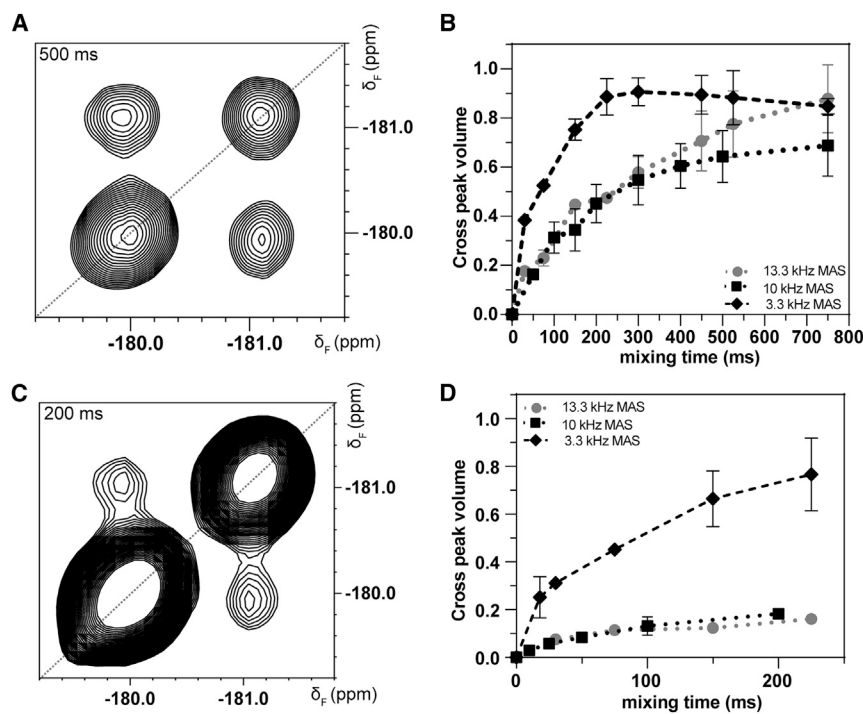 A
500 ms
δF (ppm)
-181.0
-180.0
-180.0 -181.0 δF (ppm)
B
Cross peak volume
1.0
0.8
0.6
0.4
0.2
0.0
13.3 kHz MAS
10 kHz MAS
3.3 kHz MAS
0 100 200 300 400 500 600 700 800
mixing time (ms)
C
200 ms
δF (ppm)
-181.0
-180.0
-180.0 -181.0 δF (ppm)
D
Cross peak volume
1.0
0.8
0.6
0.4
0.2
0.0
13.3 kHz MAS
10 kHz MAS
3.3 kHz MAS
0 100 200
mixing time (ms)